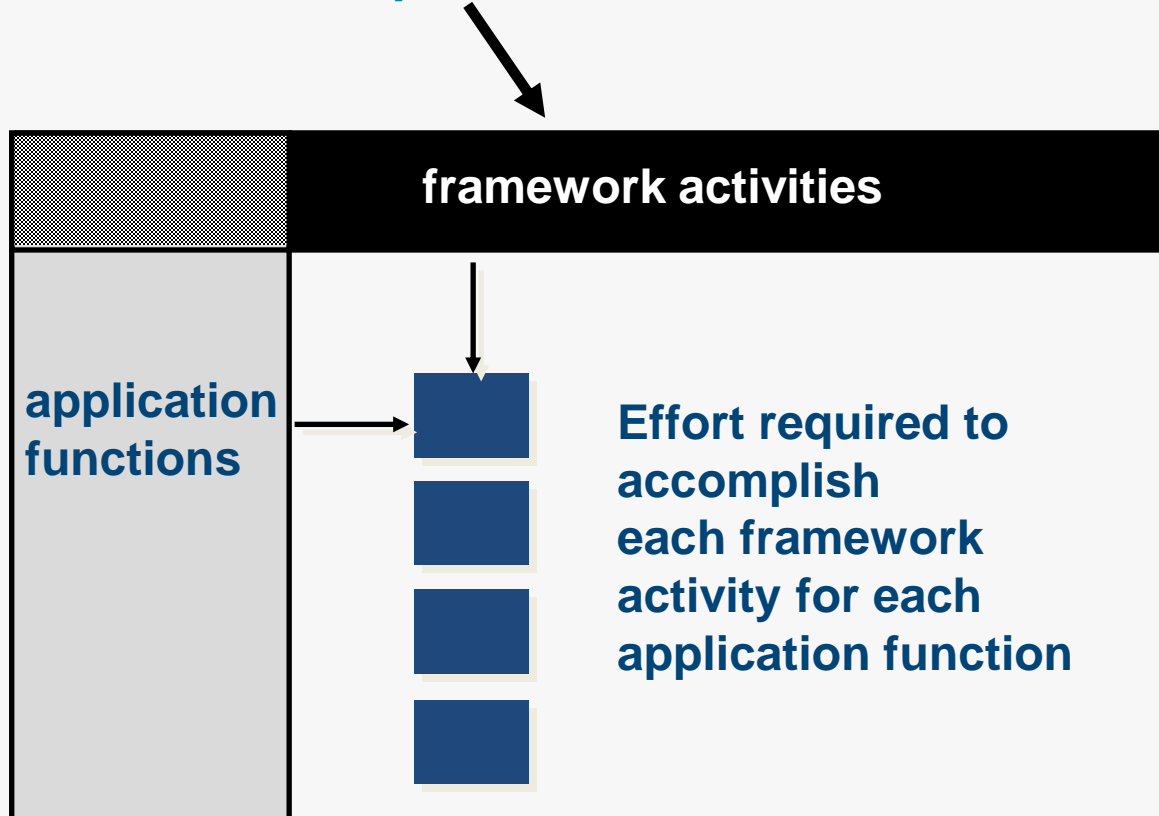 framework activities
application
functions
Effort required to
accomplish
each framework
activity for each
application function